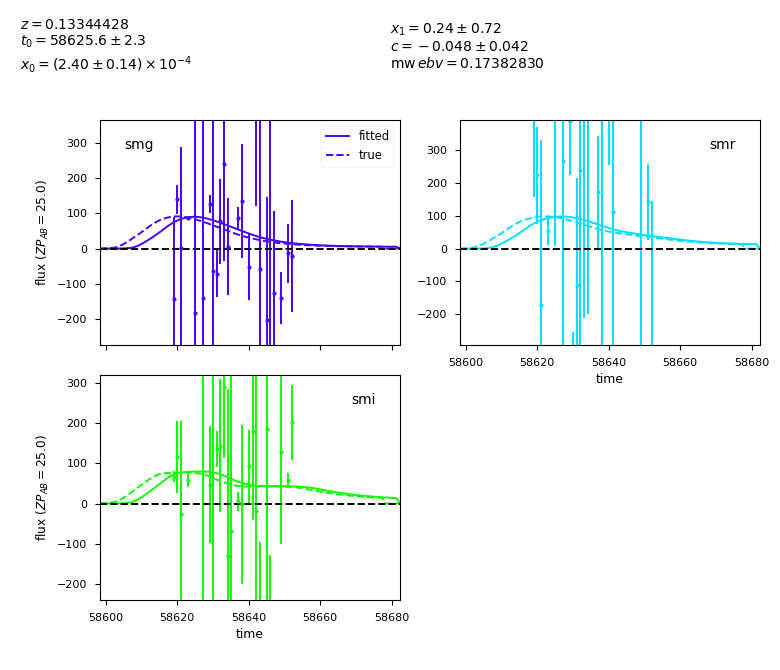 z = 0.13344428
t₀ = 58625.6 ± 2.3
x₀ = (2.40 ± 0.14) × 10⁻⁴
x₁ = 0.24 ± 0.72
c = −0.048 ± 0.042
mw ebv = 0.17382830
smg
fitted
true
300
200
100
0
−100
−200
flux (ZP_AB = 25.0)
smr
300
200
100
0
−100
−200
58600 58620 58640 58660 58680
time
smi
300
200
100
0
−100
−200
flux (ZP_AB = 25.0)
58600 58620 58640 58660 58680
time